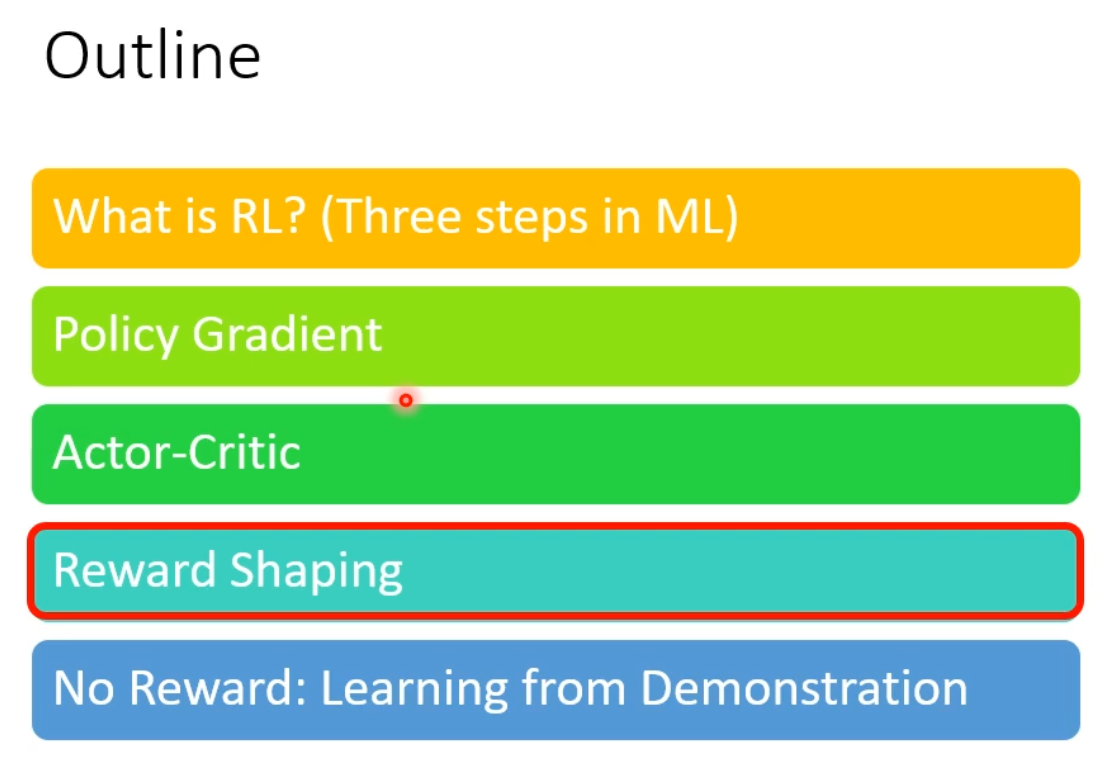 Outline
What is RL? (Three steps in ML)
Policy Gradient
Actor-Critic
Reward Shaping
No Reward: Learning from Demonstration